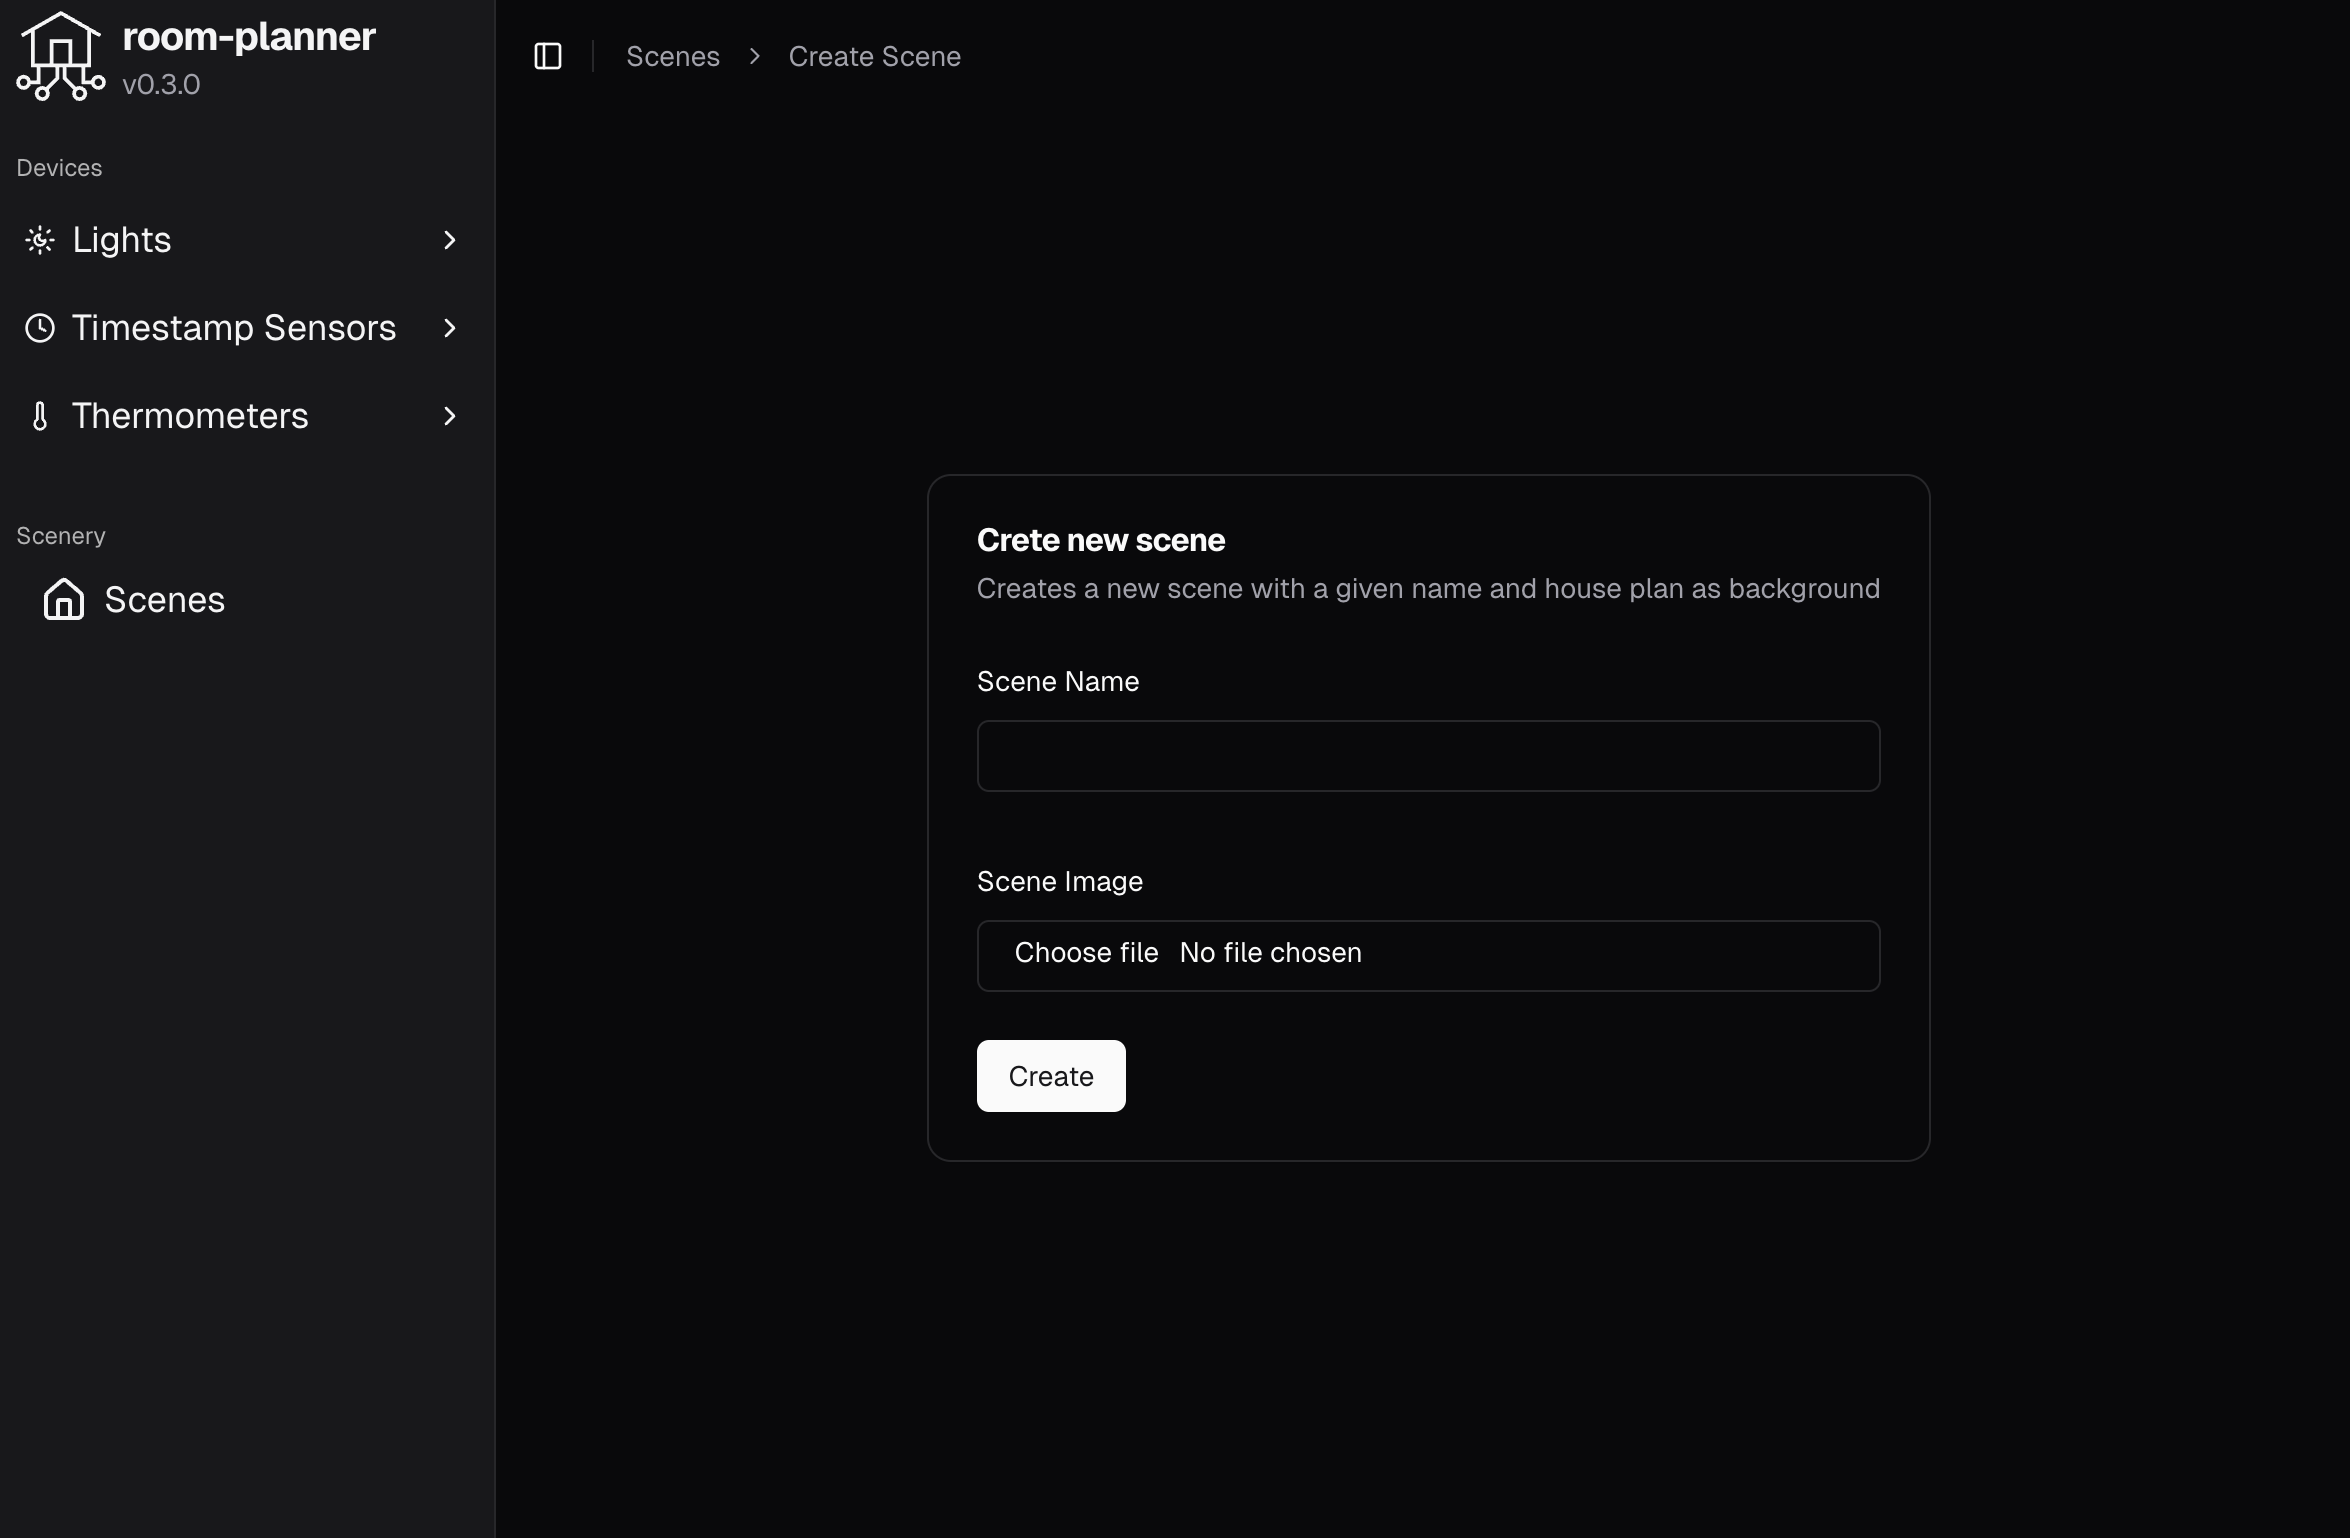 room-planner
v0.3.0
Devices
Lights
Timestamp Sensors
Thermometers
Scenery
Scenes
Scenes > Create Scene
Crete new scene
Creates a new scene with a given name and house plan as background
Scene Name
Scene Image
Choose file No file chosen
Create